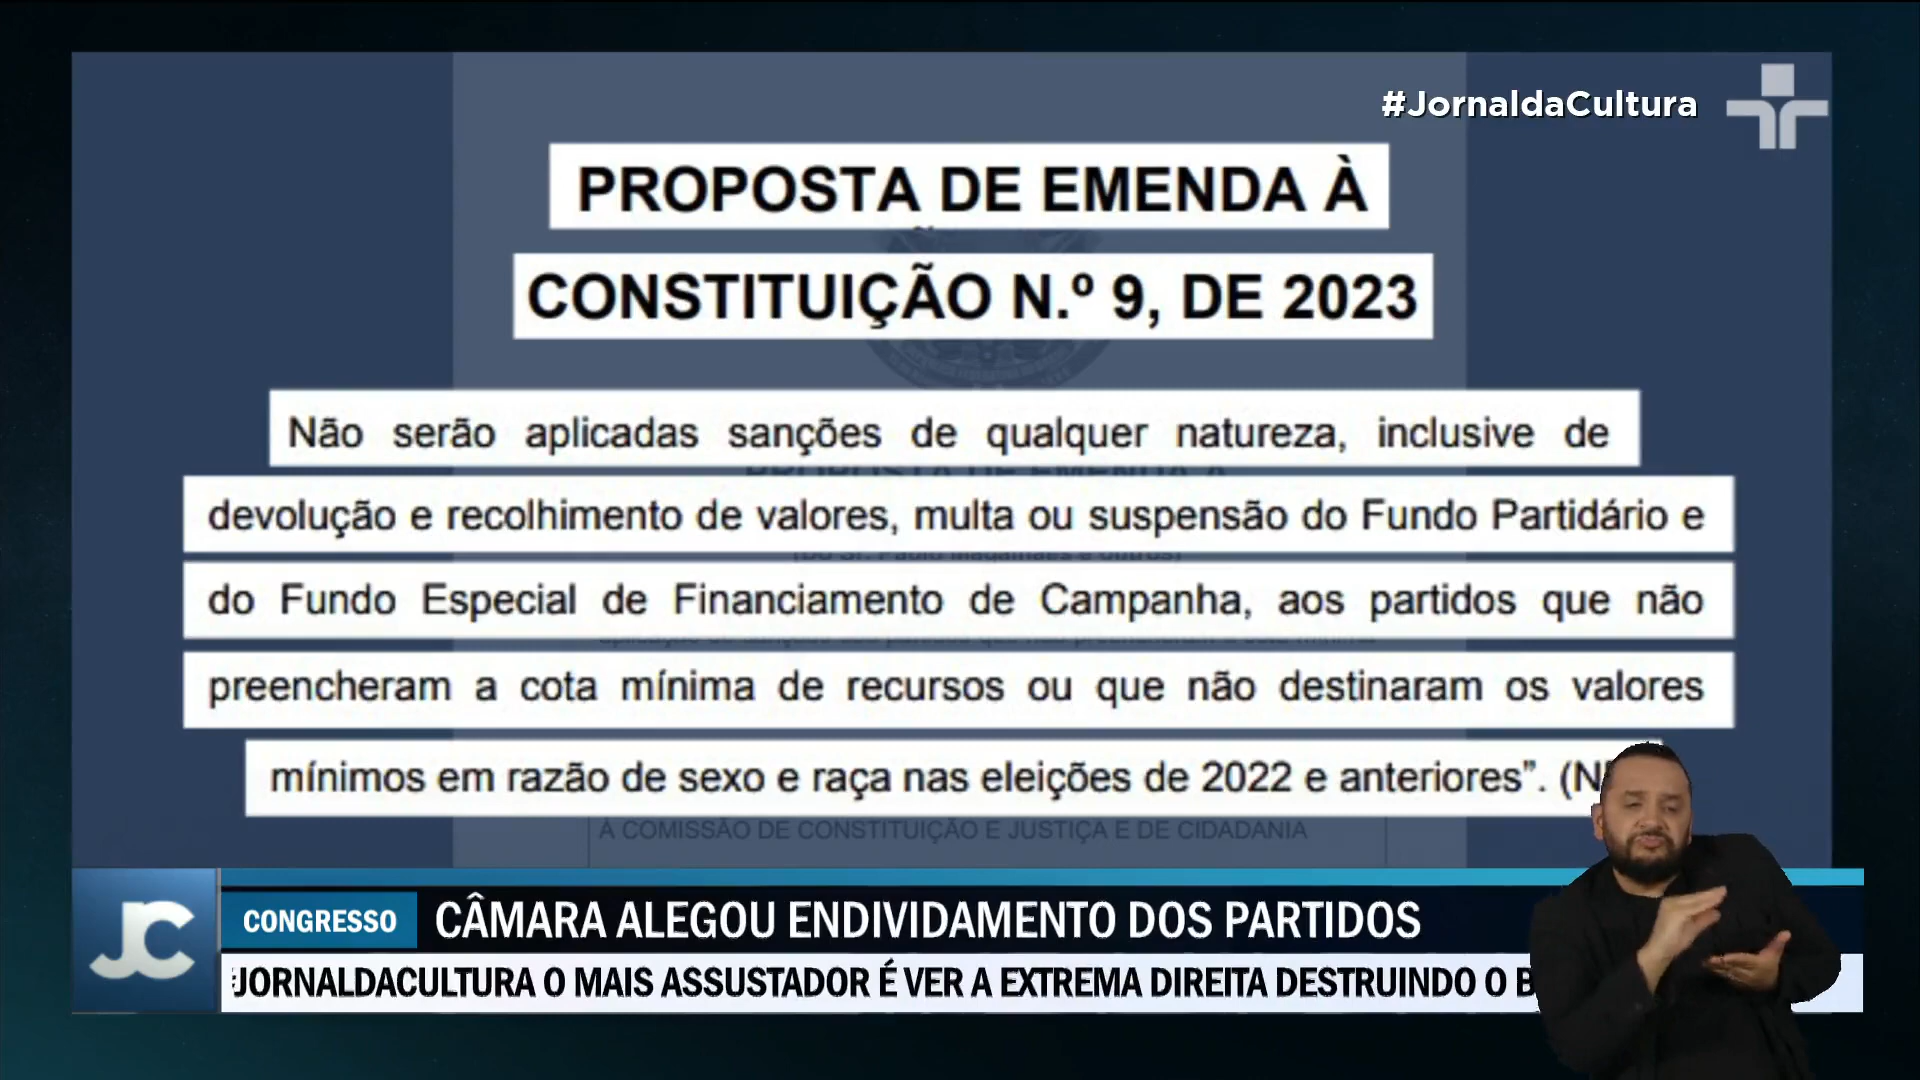 #JornaldaCultura
PROPOSTA DE EMENDA À
CONSTITUIÇÃO N.º 9, DE 2023
Não serão aplicadas sanções de qualquer natureza, inclusive de
devolução e recolhimento de valores, multa ou suspensão do Fundo Partidário e
do Fundo Especial de Financiamento de Campanha, aos partidos que não
preencheram a cota mínima de recursos ou que não destinaram os valores
mínimos em razão de sexo e raça nas eleições de 2022 e anteriores”. (N
À COMISSÃO DE CONSTITUIÇÃO E JUSTIÇA E DE CIDADANIA
JC
CONGRESSO CÂMARA ALEGOU ENDIVIDAMENTO DOS PARTIDOS
#JORNALDACULTURA O MAIS ASSUSTADOR É VER A EXTREMA DIREITA DESTRUINDO O B